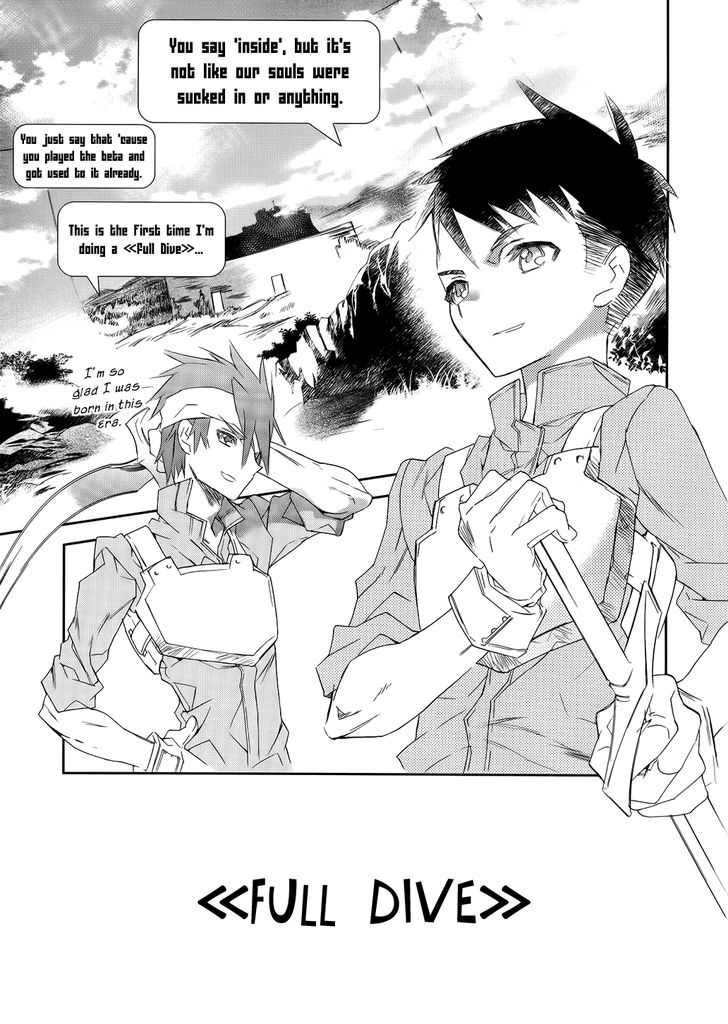 You say 'inside', but it's
not like our souls were
sucked in or anything.
You just say that 'cause
you played the beta and
got used to it already.
This is the first time I'm
doing a ≪Full Dive≫...
I'm so
glad I was
born in this
era.
≪FULL DIVE≫